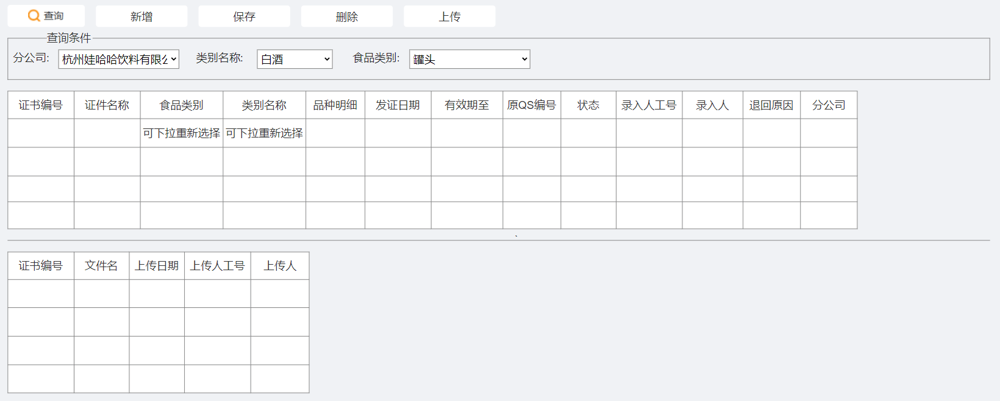 查询 新增 保存 删除 上传
查询条件
分公司: 杭州娃哈哈饮料有限公 类别名称: 白酒 食品类别: 罐头
证书编号 证件名称 食品类别 类别名称 品种明细 发证日期 有效期至 原QS编号 状态 录入人工号 录入人 退回原因 分公司
可下拉重新选择 可下拉重新选择
、
证书编号 文件名 上传日期 上传人工号 上传人